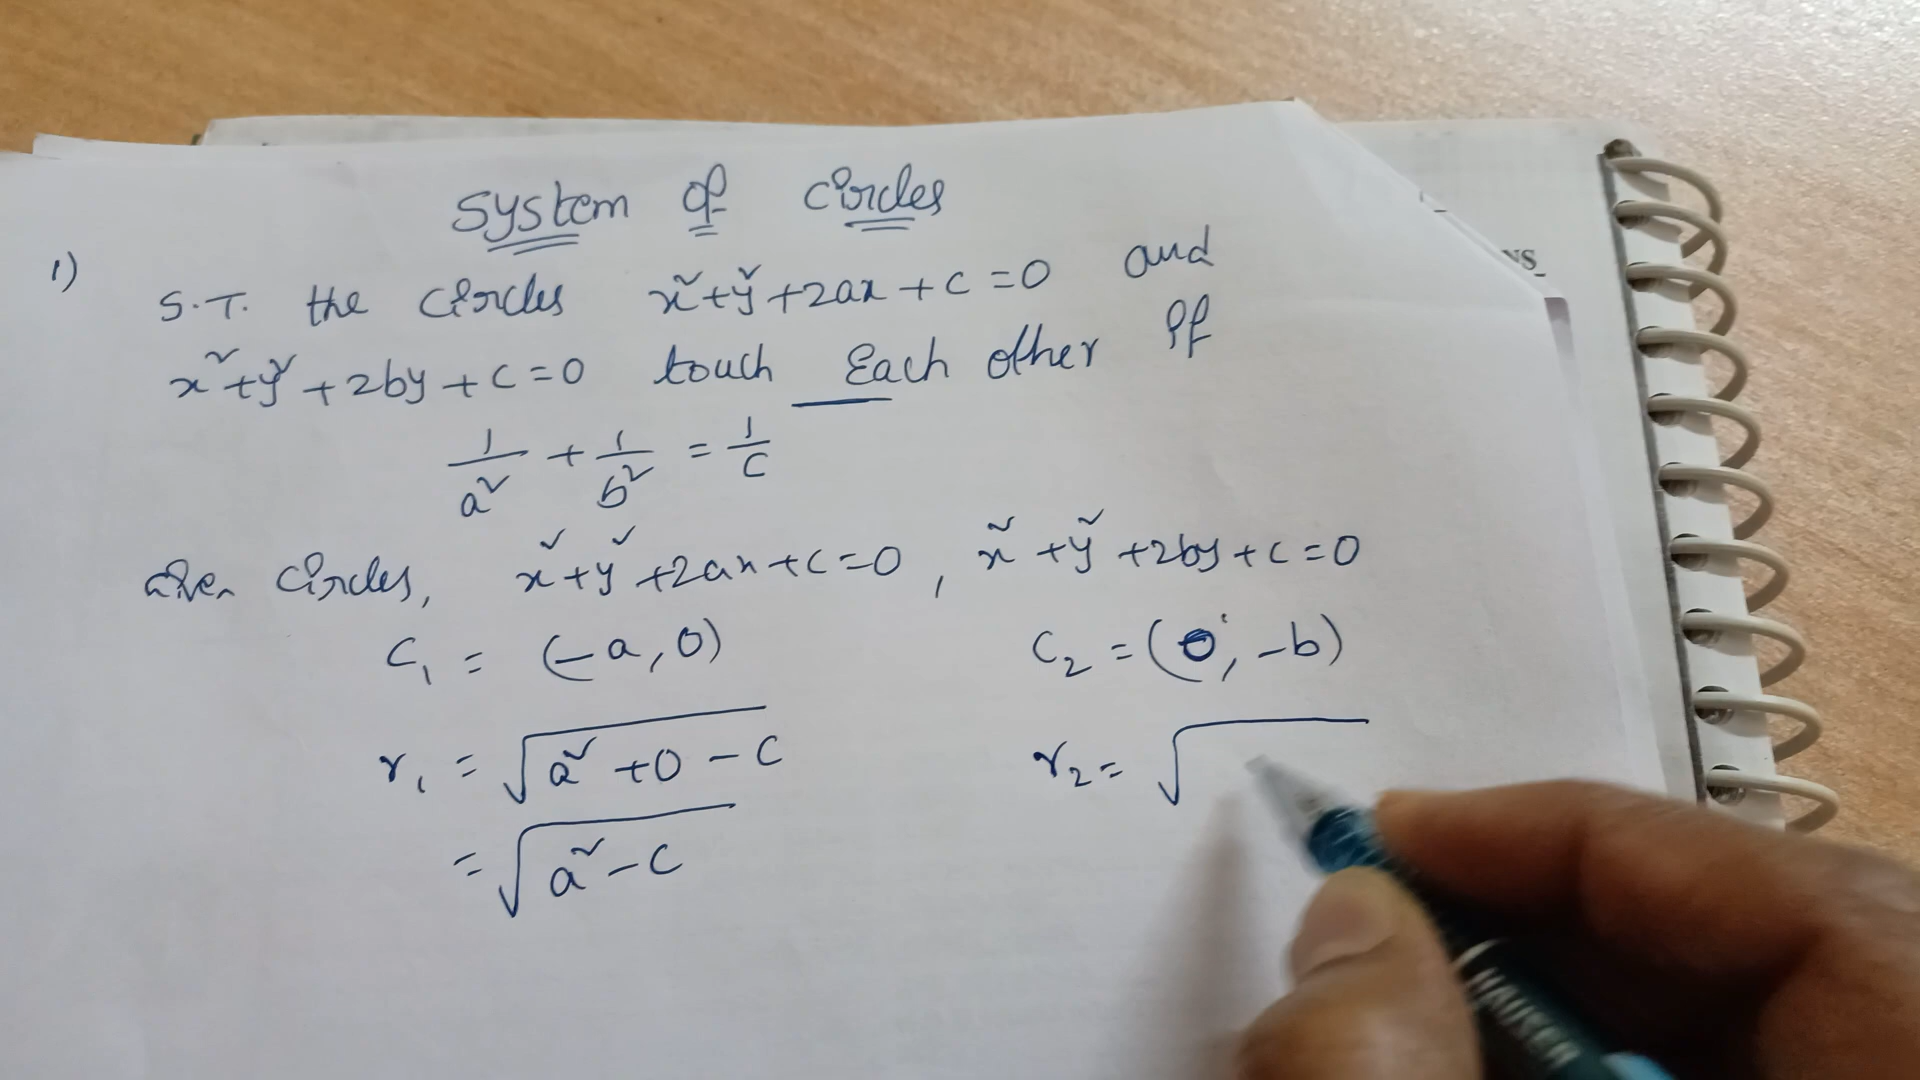 System of Circles
1)
S.T. the Circles x²+y²+2ax+c=0 and
x²+y²+2by+c=0 touch Each other if
1/a² + 1/b² = 1/c
Given Circles, x²+y²+2ax+c=0, x²+y²+2by+c=0
C₁ = (-a,0) C₂ = (0, -b)
r₁ = √(a²+0-c) r₂ = √
= √(a²-c)
NS
HAUSER